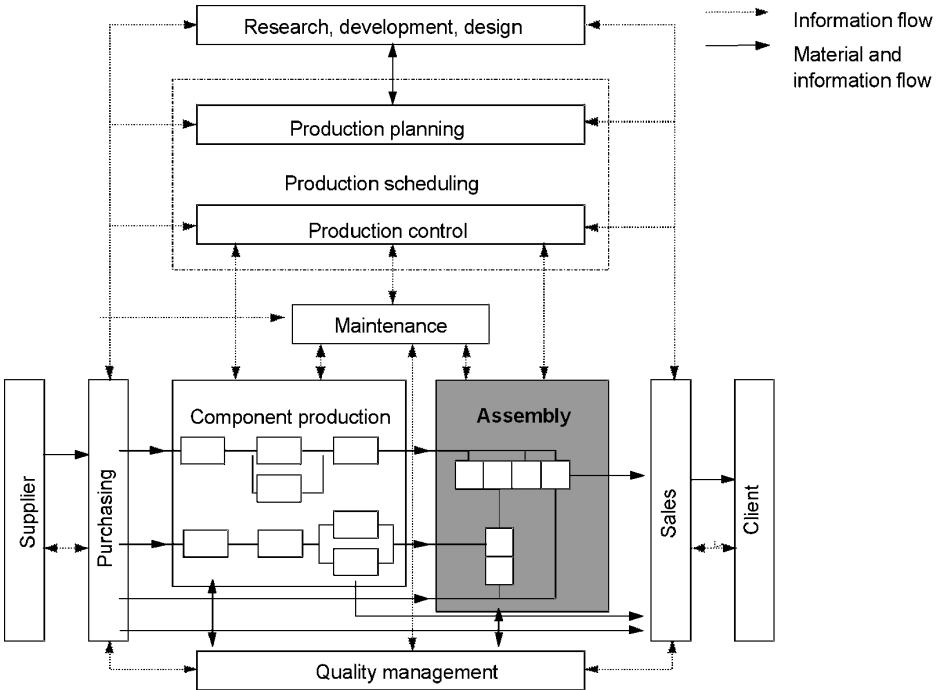 Research, development, design
Information flow
Material and
information flow
Production planning
Production scheduling
Production control
Maintenance
Component production
Assembly
Supplier
Purchasing
Sales
Client
Quality management